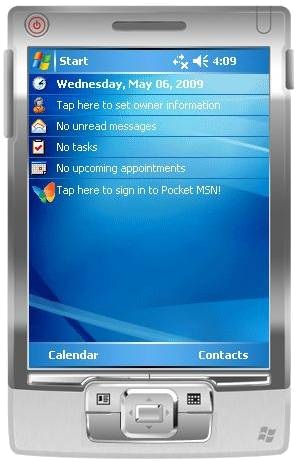 Start 4:09
Wednesday, May 06, 2009
Tap here to set owner information
No unread messages
No tasks
No upcoming appointments
Tap here to sign in to Pocket MSN!
Calendar Contacts